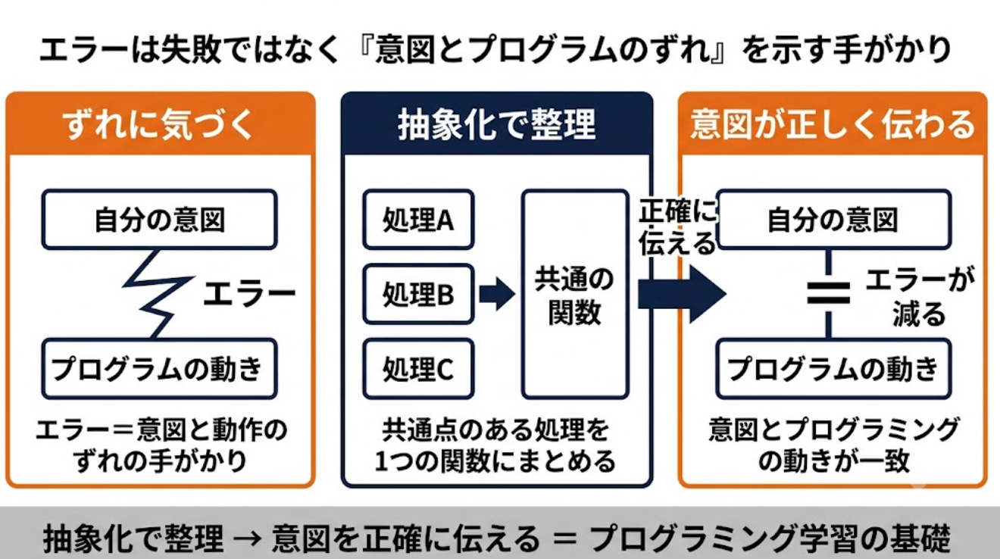 エラーは失敗ではなく『意図とプログラムのずれ』を示す手がかり
ずれに気づく
自分の意図
エラー
プログラムの動き
エラー＝意図と動作の
ずれの手がかり
抽象化で整理
処理A
処理B
処理C
共通の
関数
共通点のある処理を
1つの関数にまとめる
正確に
伝える
意図が正しく伝わる
自分の意図
エラーが
減る
プログラムの動き
意図とプログラミング
の動きが一致
抽象化で整理 → 意図を正確に伝える ＝ プログラミング学習の基礎